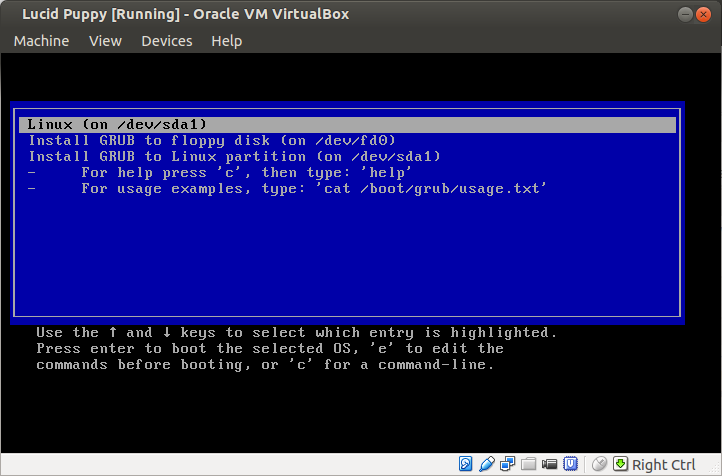 Lucid Puppy [Running] - Oracle VM VirtualBox
Machine View Devices Help
Linux (on /dev/sda1)
Install GRUB to floppy disk (on /dev/fd0)
Install GRUB to Linux partition (on /dev/sda1)
- For help press 'c', then type: 'help'
- For usage examples, type: 'cat /boot/grub/usage.txt'
Use the ↑ and ↓ keys to select which entry is highlighted.
Press enter to boot the selected OS, 'e' to edit the
commands before booting, or 'c' for a command-line.
Right Ctrl